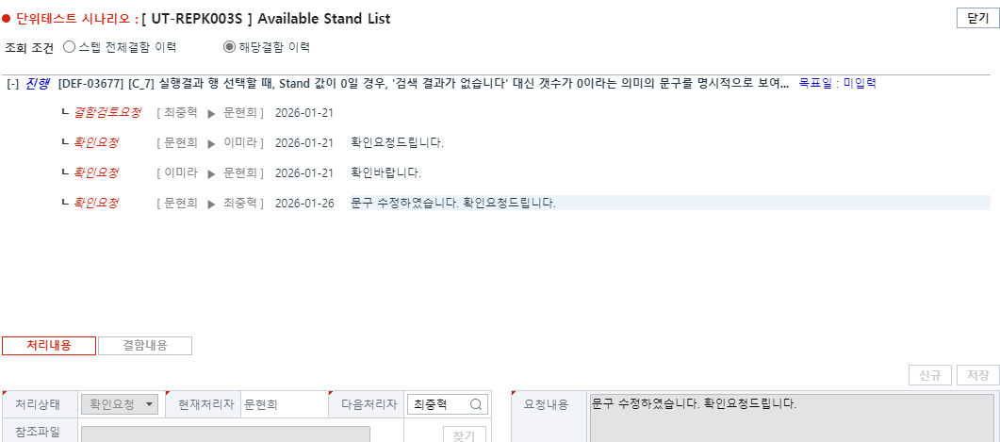 단위테스트 시나리오 : [ UT-REPK003S ] Available Stand List
닫기
조회 조건 스텝 전체결함 이력 해당결함 이력
[-] 진행 [DEF-03677] [C_7] 실행결과 행 선택할 때, Stand 값이 0일 경우, '검색 결과가 없습니다' 대신 갯수가 0이라는 의미의 문구를 명시적으로 보여... 목표일 : 미입력
ㄴ 결함검토요청 [ 최중혁 ▶ 문현희 ] 2026-01-21
ㄴ 확인요청 [ 문현희 ▶ 이미라 ] 2026-01-21 확인요청드립니다.
ㄴ 확인요청 [ 이미라 ▶ 문현희 ] 2026-01-21 확인바랍니다.
ㄴ 확인요청 [ 문현희 ▶ 최중혁 ] 2026-01-26 문구 수정하였습니다. 확인요청드립니다.
처리내용 결함내용
신규 저장
처리상태 확인요청 현재처리자 문현희 다음처리자 최중혁 요청내용 문구 수정하였습니다. 확인요청드립니다.
참조파일 찾기